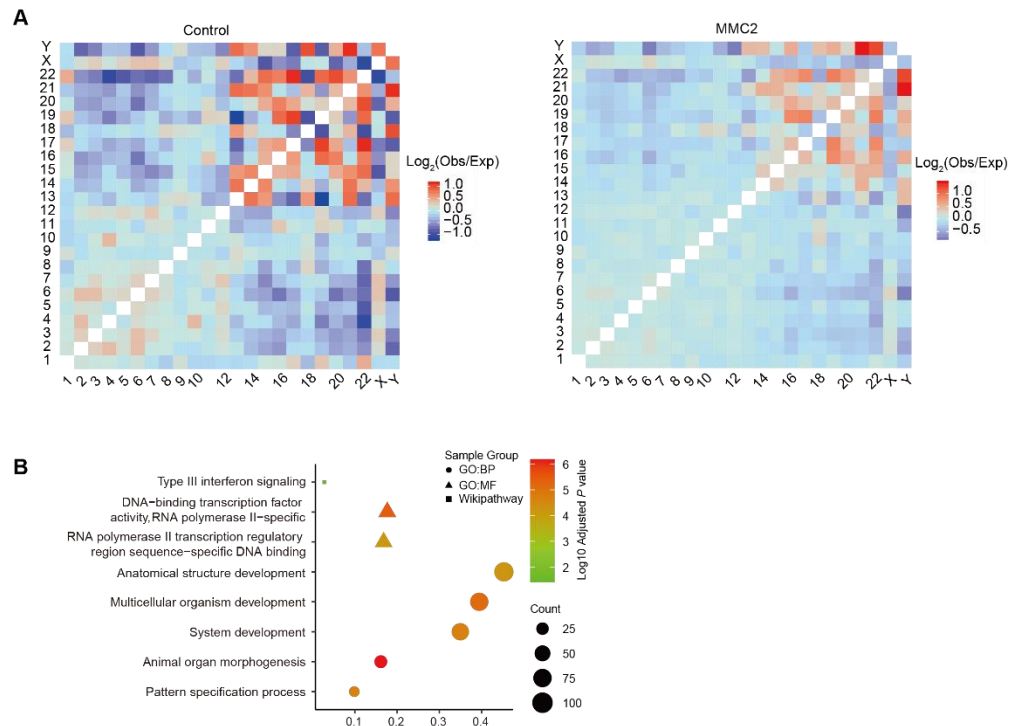 A
Control
MMC2
Y
X
22
21
20
19
18
17
16
15
14
13
12
11
10
9
8
7
6
5
4
3
2
1
1 2 3 4 5 6 7 8 9 10 12 14 16 18 20 22 X Y
Log2(Obs/Exp)
1.0
0.5
0.0
−0.5
−1.0
Y
X
22
21
20
19
18
17
16
15
14
13
12
11
10
9
8
7
6
5
4
3
2
1
1 2 3 4 5 6 7 8 9 10 12 14 16 18 20 22 X Y
Log2(Obs/Exp)
1.0
0.0
−0.5
B
Type III interferon signaling
DNA−binding transcription factor
activity,RNA polymerase II−specific
RNA polymerase II transcription regulatory
region sequence−specific DNA binding
Anatomical structure development
Multicellular organism development
System development
Animal organ morphogenesis
Pattern specification process
0.1 0.2 0.3 0.4
Sample Group
GO:BP
GO:MF
Wikipathway
6
5
4
3
2
Log10 Adjusted P value
Count
25
50
75
100